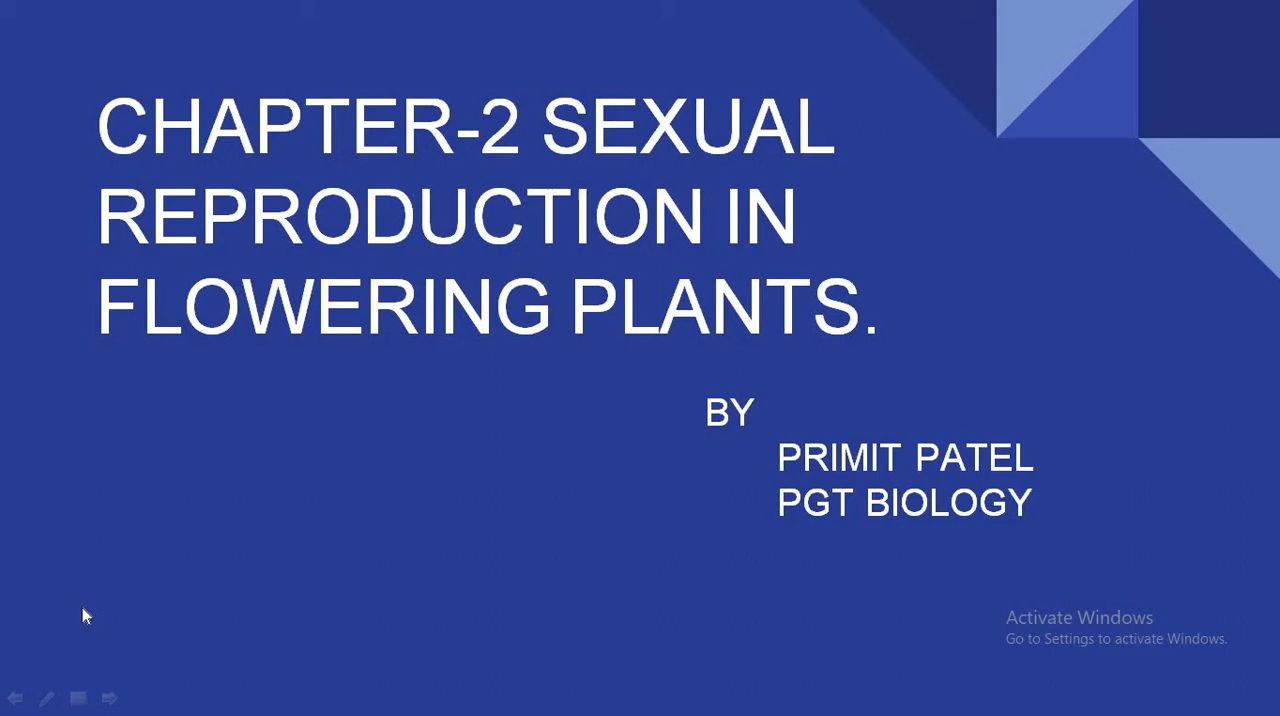 CHAPTER-2 SEXUAL
REPRODUCTION IN
FLOWERING PLANTS.
BY
PRIMIT PATEL
PGT BIOLOGY
Activate Windows
Go to Settings to activate Windows.